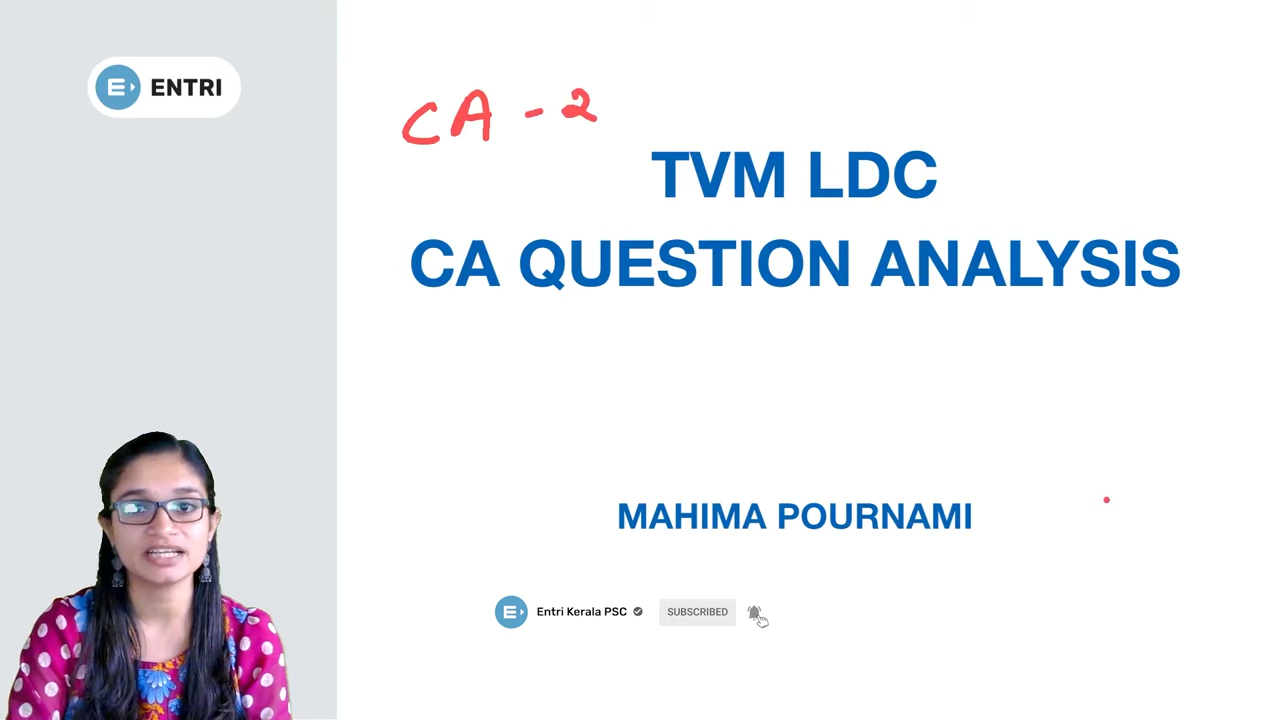 ENTRI
CA - 2
TVM LDC
CA QUESTION ANALYSIS
MAHIMA POURNAMI
Entri Kerala PSC
SUBSCRIBED